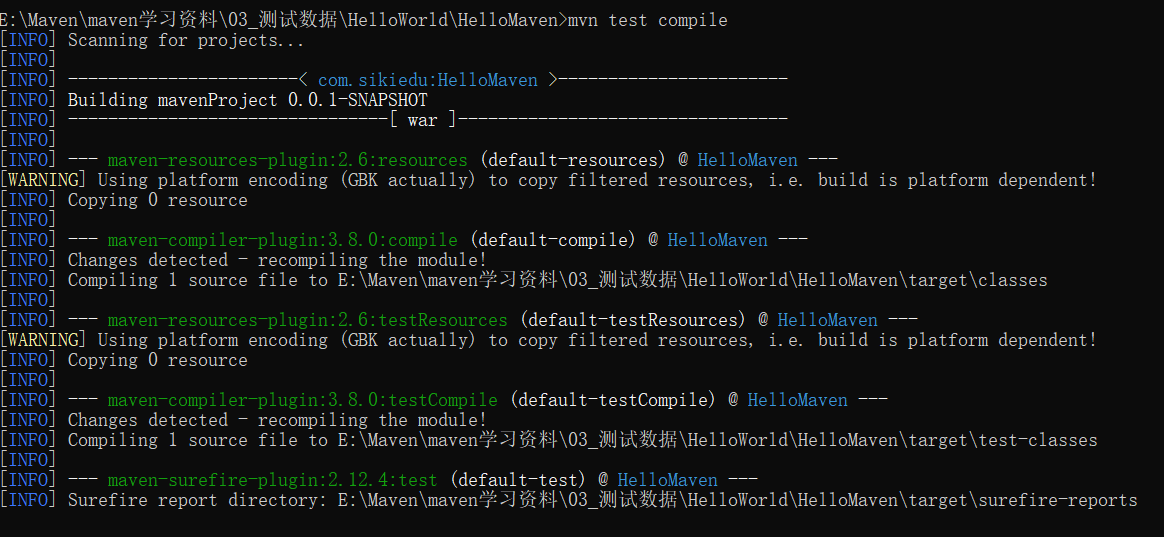 E:\Maven\maven学习资料\03_测试数据\HelloWorld\HelloMaven>mvn test compile
[INFO] Scanning for projects...
[INFO]
[INFO] -----------------------< com.sikiedu:HelloMaven >-----------------------
[INFO] Building mavenProject 0.0.1-SNAPSHOT
[INFO] --------------------------------[ war ]---------------------------------
[INFO]
[INFO] --- maven-resources-plugin:2.6:resources (default-resources) @ HelloMaven ---
[WARNING] Using platform encoding (GBK actually) to copy filtered resources, i.e. build is platform dependent!
[INFO] Copying 0 resource
[INFO]
[INFO] --- maven-compiler-plugin:3.8.0:compile (default-compile) @ HelloMaven ---
[INFO] Changes detected - recompiling the module!
[INFO] Compiling 1 source file to E:\Maven\maven学习资料\03_测试数据\HelloWorld\HelloMaven\target\classes
[INFO]
[INFO] --- maven-resources-plugin:2.6:testResources (default-testResources) @ HelloMaven ---
[WARNING] Using platform encoding (GBK actually) to copy filtered resources, i.e. build is platform dependent!
[INFO] Copying 0 resource
[INFO]
[INFO] --- maven-compiler-plugin:3.8.0:testCompile (default-testCompile) @ HelloMaven ---
[INFO] Changes detected - recompiling the module!
[INFO] Compiling 1 source file to E:\Maven\maven学习资料\03_测试数据\HelloWorld\HelloMaven\target\test-classes
[INFO]
[INFO] --- maven-surefire-plugin:2.12.4:test (default-test) @ HelloMaven ---
[INFO] Surefire report directory: E:\Maven\maven学习资料\03_测试数据\HelloWorld\HelloMaven\target\surefire-reports